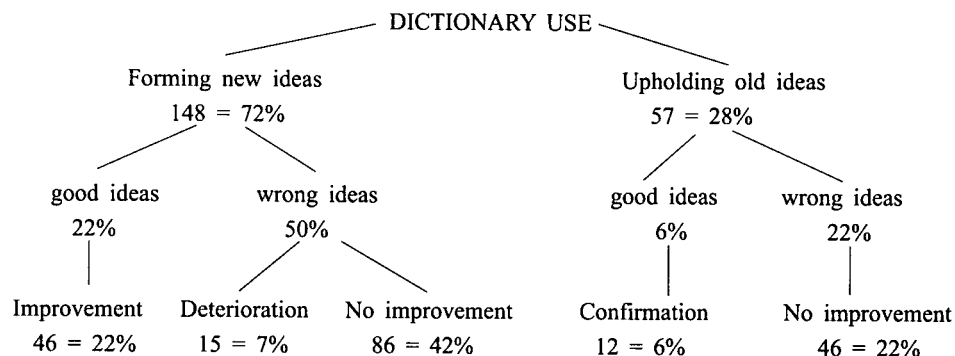 DICTIONARY USE
Forming new ideas Upholding old ideas
148 = 72% 57 = 28%
good ideas wrong ideas good ideas wrong ideas
22% 50% 6% 22%
Improvement Deterioration No improvement Confirmation No improvement
46 = 22% 15 = 7% 86 = 42% 12 = 6% 46 = 22%